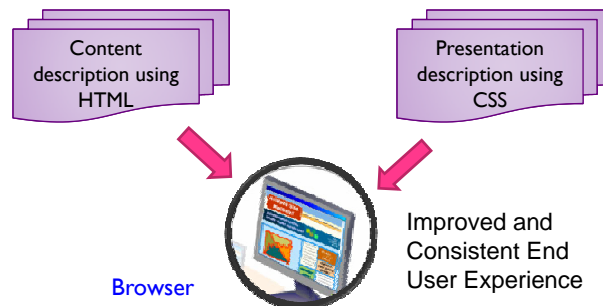 Content
description using
HTML
Presentation
description using
CSS
Improved and
Consistent End
User Experience
Browser